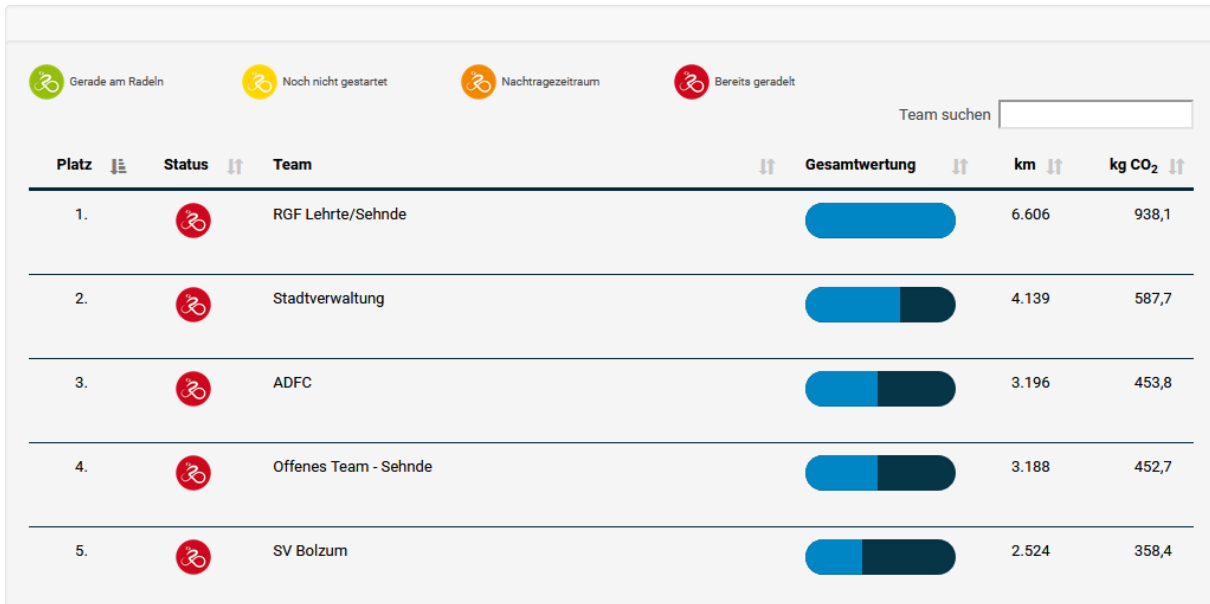 Gerade am Radeln Noch nicht gestartet Nachtragezeitraum Bereits geradelt
Team suchen
Platz Status Team Gesamtwertung km kg CO₂
1. RGF Lehrte/Sehnde 6.606 938,1
2. Stadtverwaltung 4.139 587,7
3. ADFC 3.196 453,8
4. Offenes Team - Sehnde 3.188 452,7
5. SV Bolzum 2.524 358,4